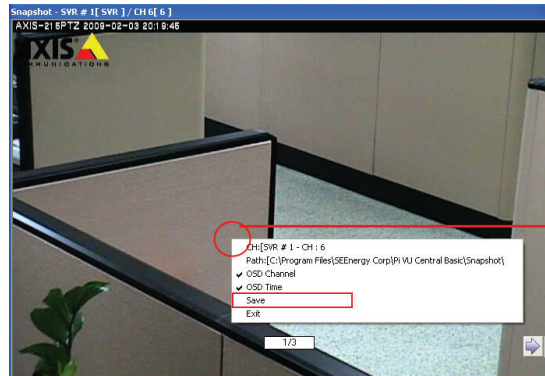 Snapshot - SVR # 1[ SVR ] / CH 6[ 6 ]
AXIS-215PTZ 2009-02-03 20:19:45
AXIS
COMMUNICATIONS
CH:[SVR # 1 - CH : 6
Path:[C:\Program Files\SEEnergy Corp\Pi VU Central Basic\Snapshot\
OSD Channel
OSD Time
Save
Exit
1/3